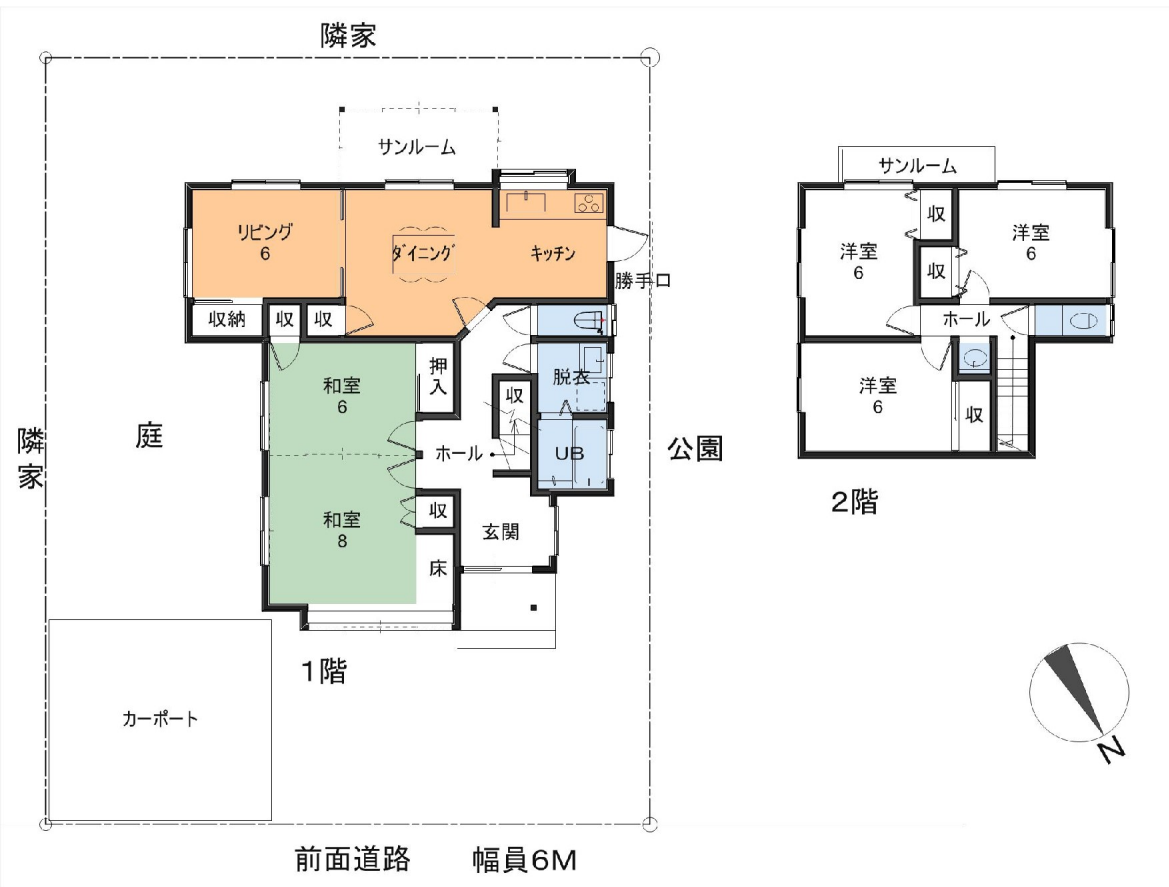 隣家
サンルーム
リビング
6
ダイニング
キッチン
勝手口
収納
収
収
和室
6
押入
脱衣
収
ホール
UB
和室
8
収
玄関
床
庭
隣家
公園
1階
カーポート
前面道路 幅員6M
サンルーム
洋室
6
収
収
洋室
6
ホール
洋室
6
収
2階
N